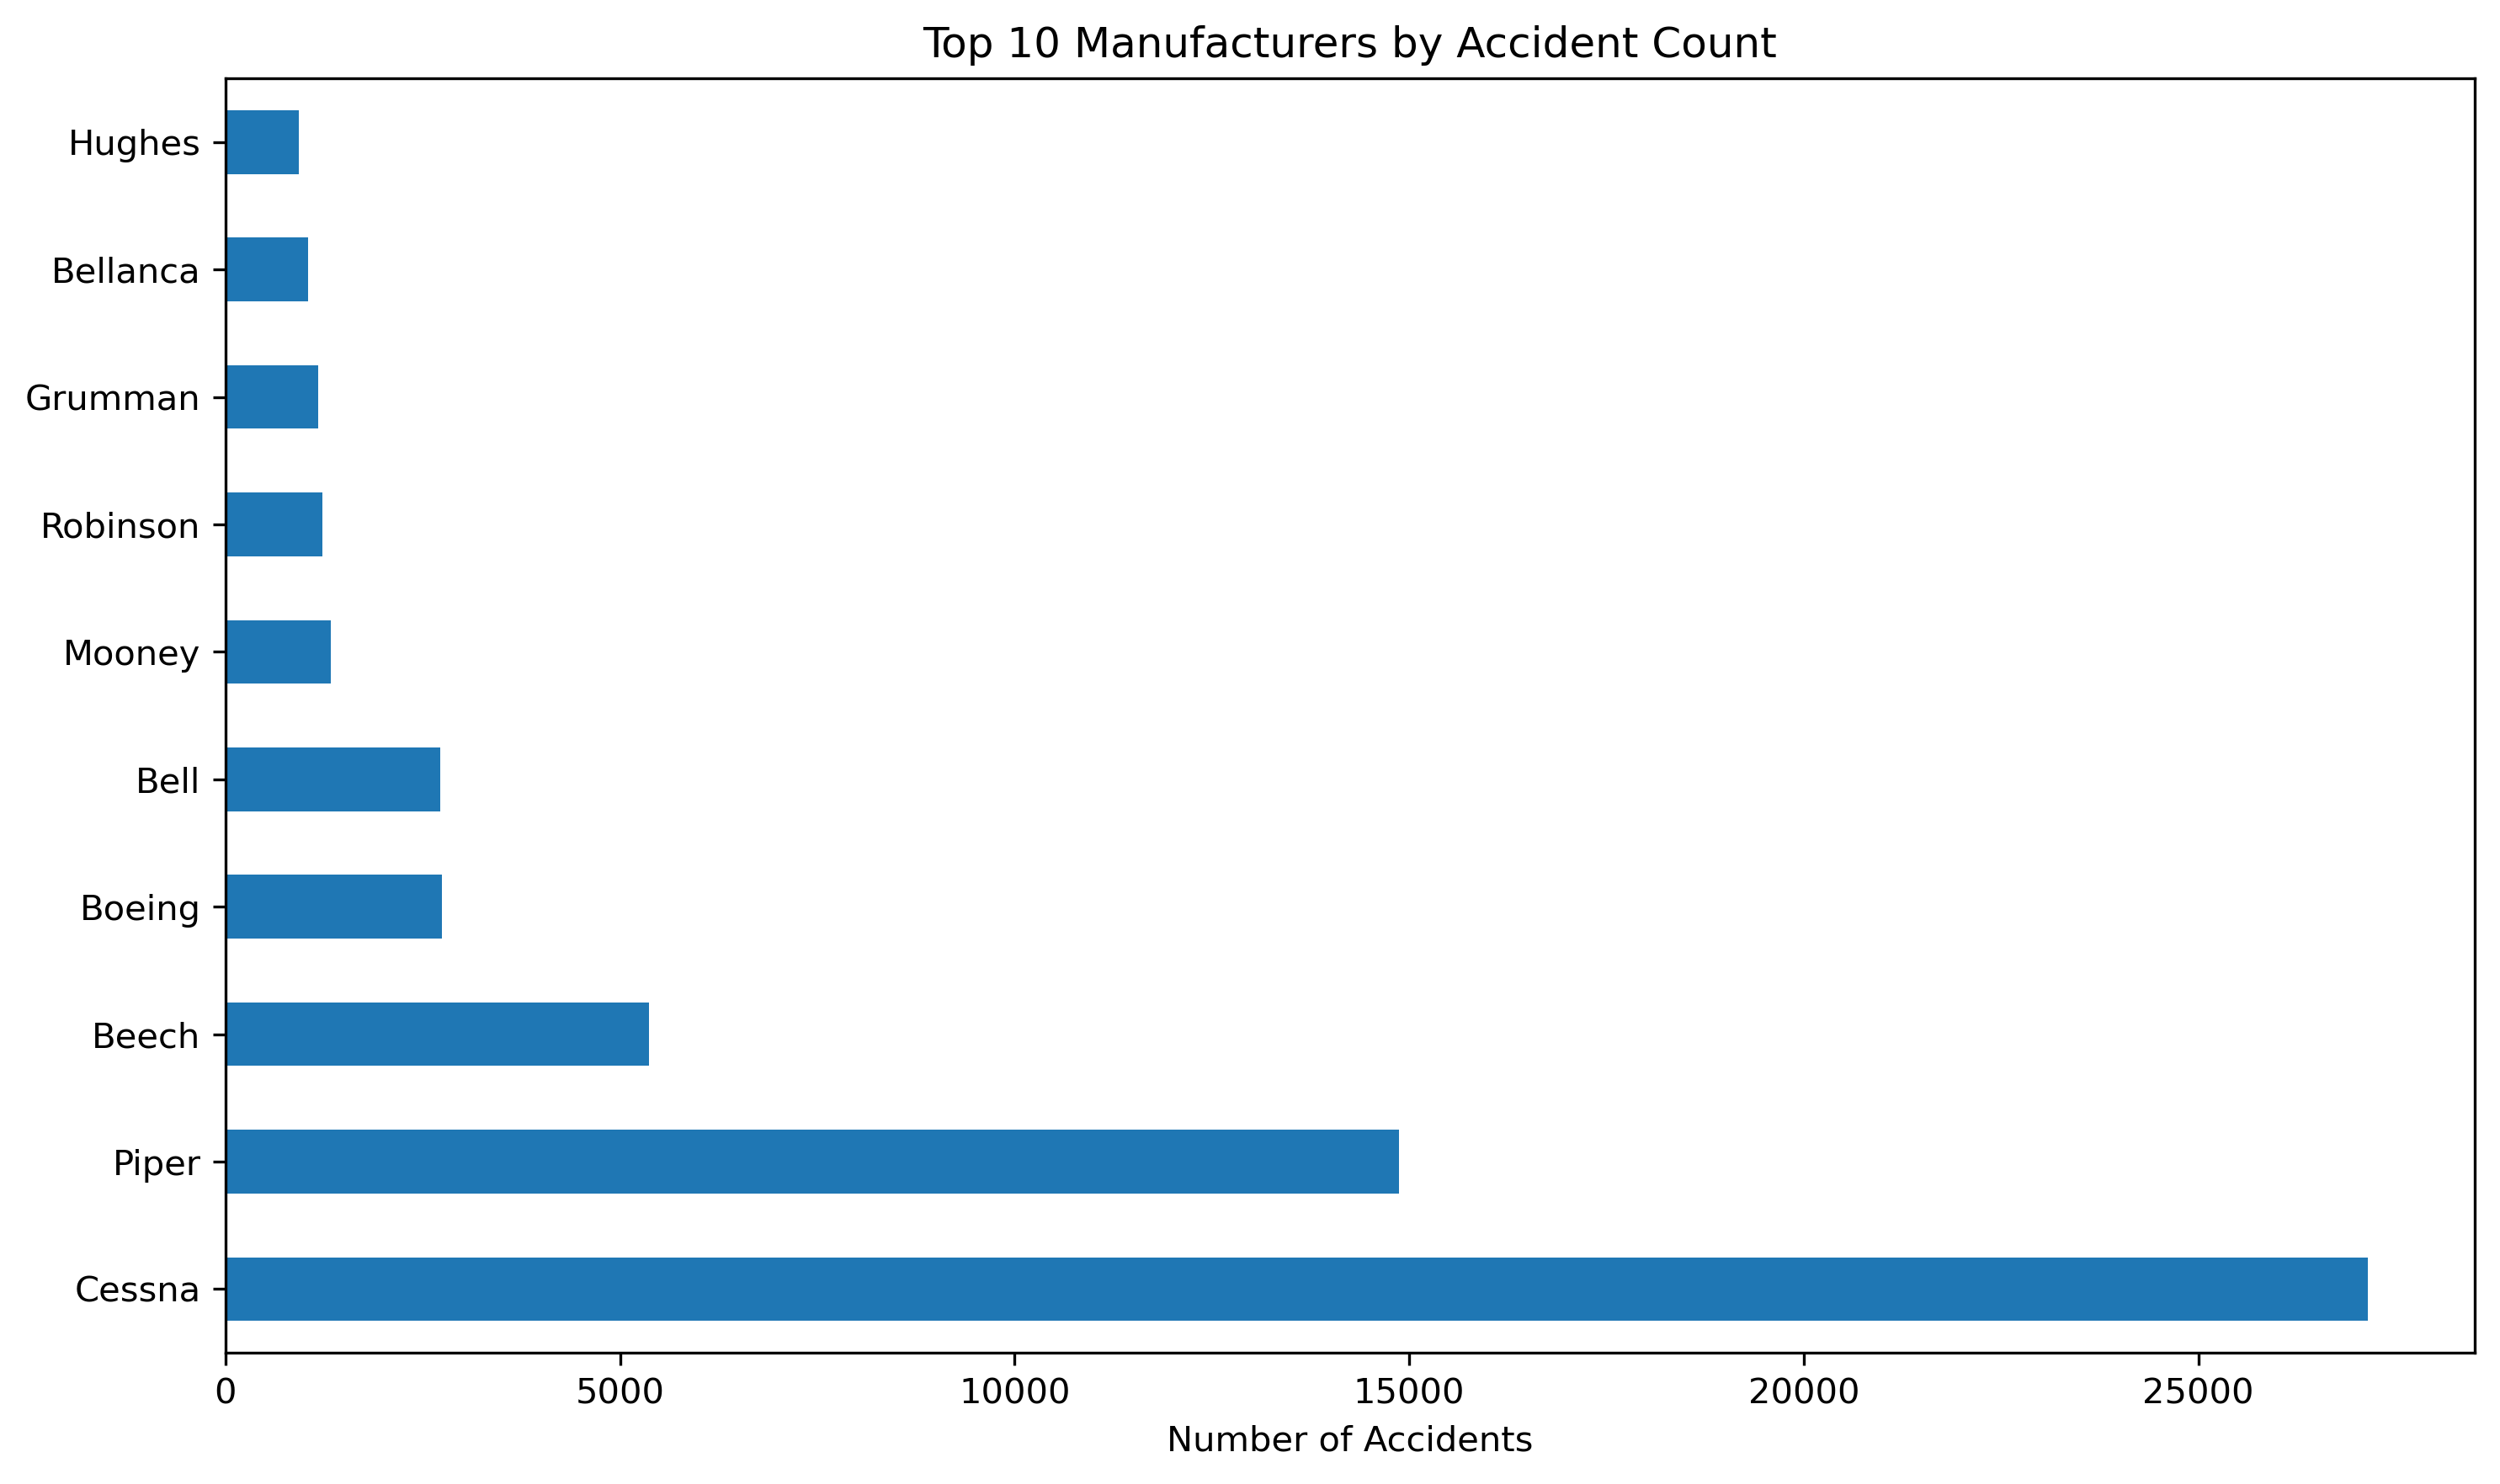 Top 10 Manufacturers by Accident Count
Hughes
Bellanca
Grumman
Robinson
Mooney
Bell
Boeing
Beech
Piper
Cessna
0 5000 10000 15000 20000 25000
Number of Accidents